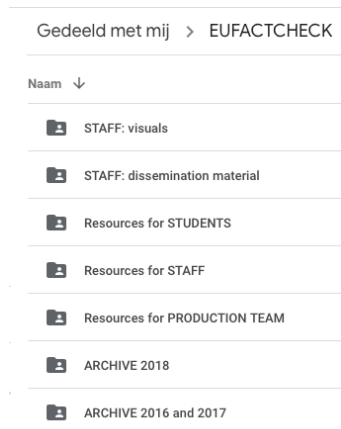 Gedeeld met mij > EUFACTCHECK
Naam ↓
STAFF: visuals
STAFF: dissemination material
Resources for STUDENTS
Resources for STAFF
Resources for PRODUCTION TEAM
ARCHIVE 2018
ARCHIVE 2016 and 2017